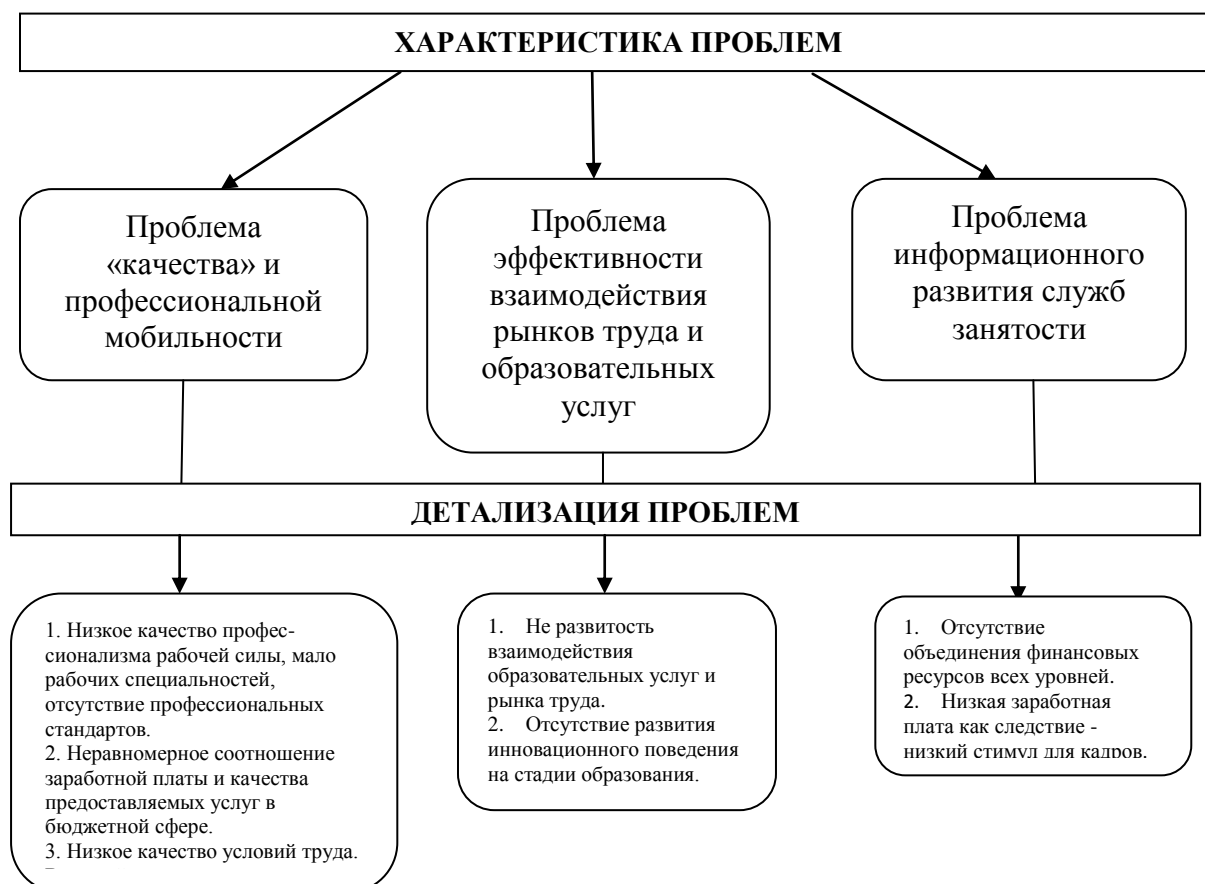 ХАРАКТЕРИСТИКА ПРОБЛЕМ
Проблема
«качества» и
профессиональной
мобильности
Проблема
эффективности
взаимодействия
рынков труда и
образовательных
услуг
Проблема
информационного
развития служб
занятости
ДЕТАЛИЗАЦИЯ ПРОБЛЕМ
1. Низкое качество профес-
сионализма рабочей силы, мало
рабочих специальностей,
отсутствие профессиональных
стандартов.
2. Неравномерное соотношение
заработной платы и качества
предоставляемых услуг в
бюджетной сфере.
3. Низкое качество условий труда.
1. Не развитость
взаимодействия
образовательных услуг и
рынка труда.
2. Отсутствие развития
инновационного поведения
на стадии образования.
1. Отсутствие
объединения финансовых
ресурсов всех уровней.
2. Низкая заработная
плата как следствие -
низкий стимул для кадров.